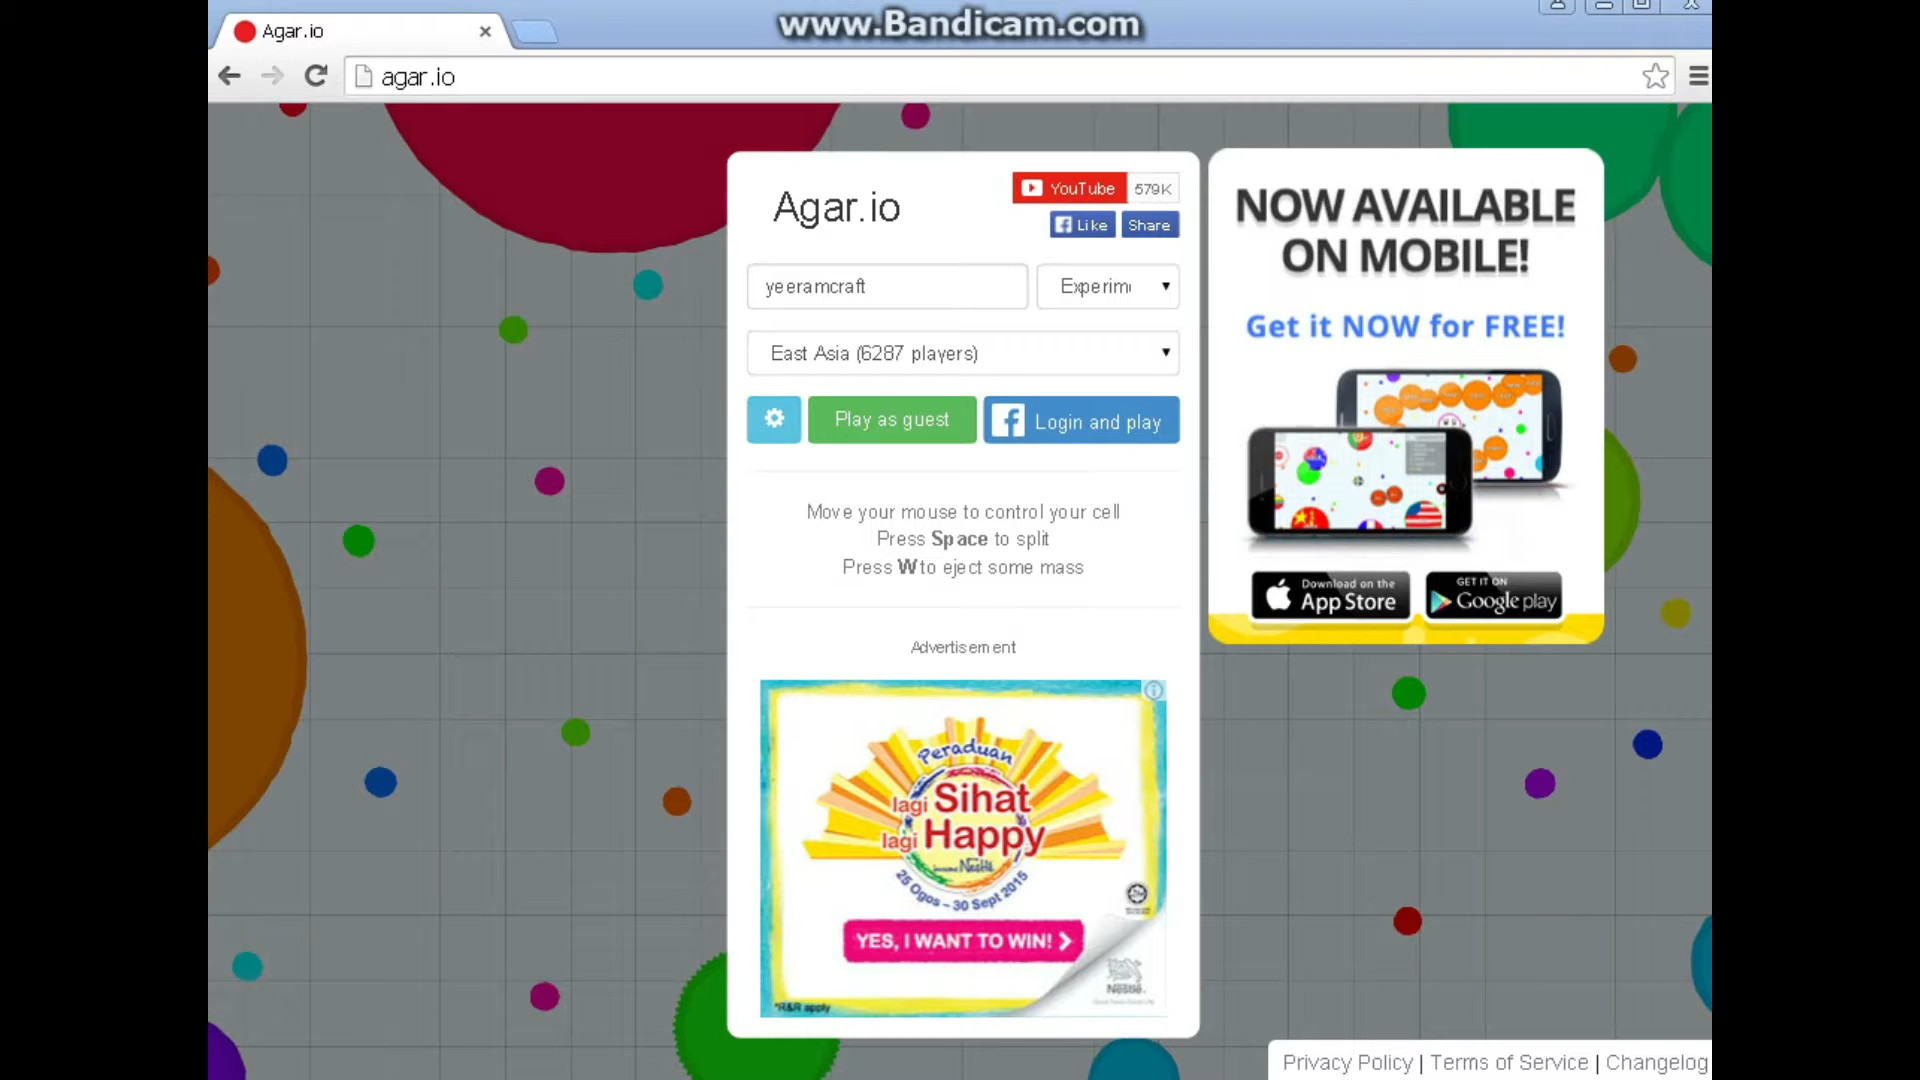 www.Bandicam.com
Agar.io
agar.io
Agar.io
YouTube 579K
Like Share
yeeramcraft
Experim
East Asia (6287 players)
Play as guest
Login and play
Move your mouse to control your cell
Press Space to split
Press W to eject some mass
Advertisement
Peraduan
lagi Sihat
lagi Happy
Nestlé
25 Ogos - 30 Sept 2015
YES, I WANT TO WIN!
Nestlé
*R&R apply
NOW AVAILABLE
ON MOBILE!
Get it NOW for FREE!
Download on the
App Store
GET IT ON
Google play
Privacy Policy | Terms of Service | Changelog